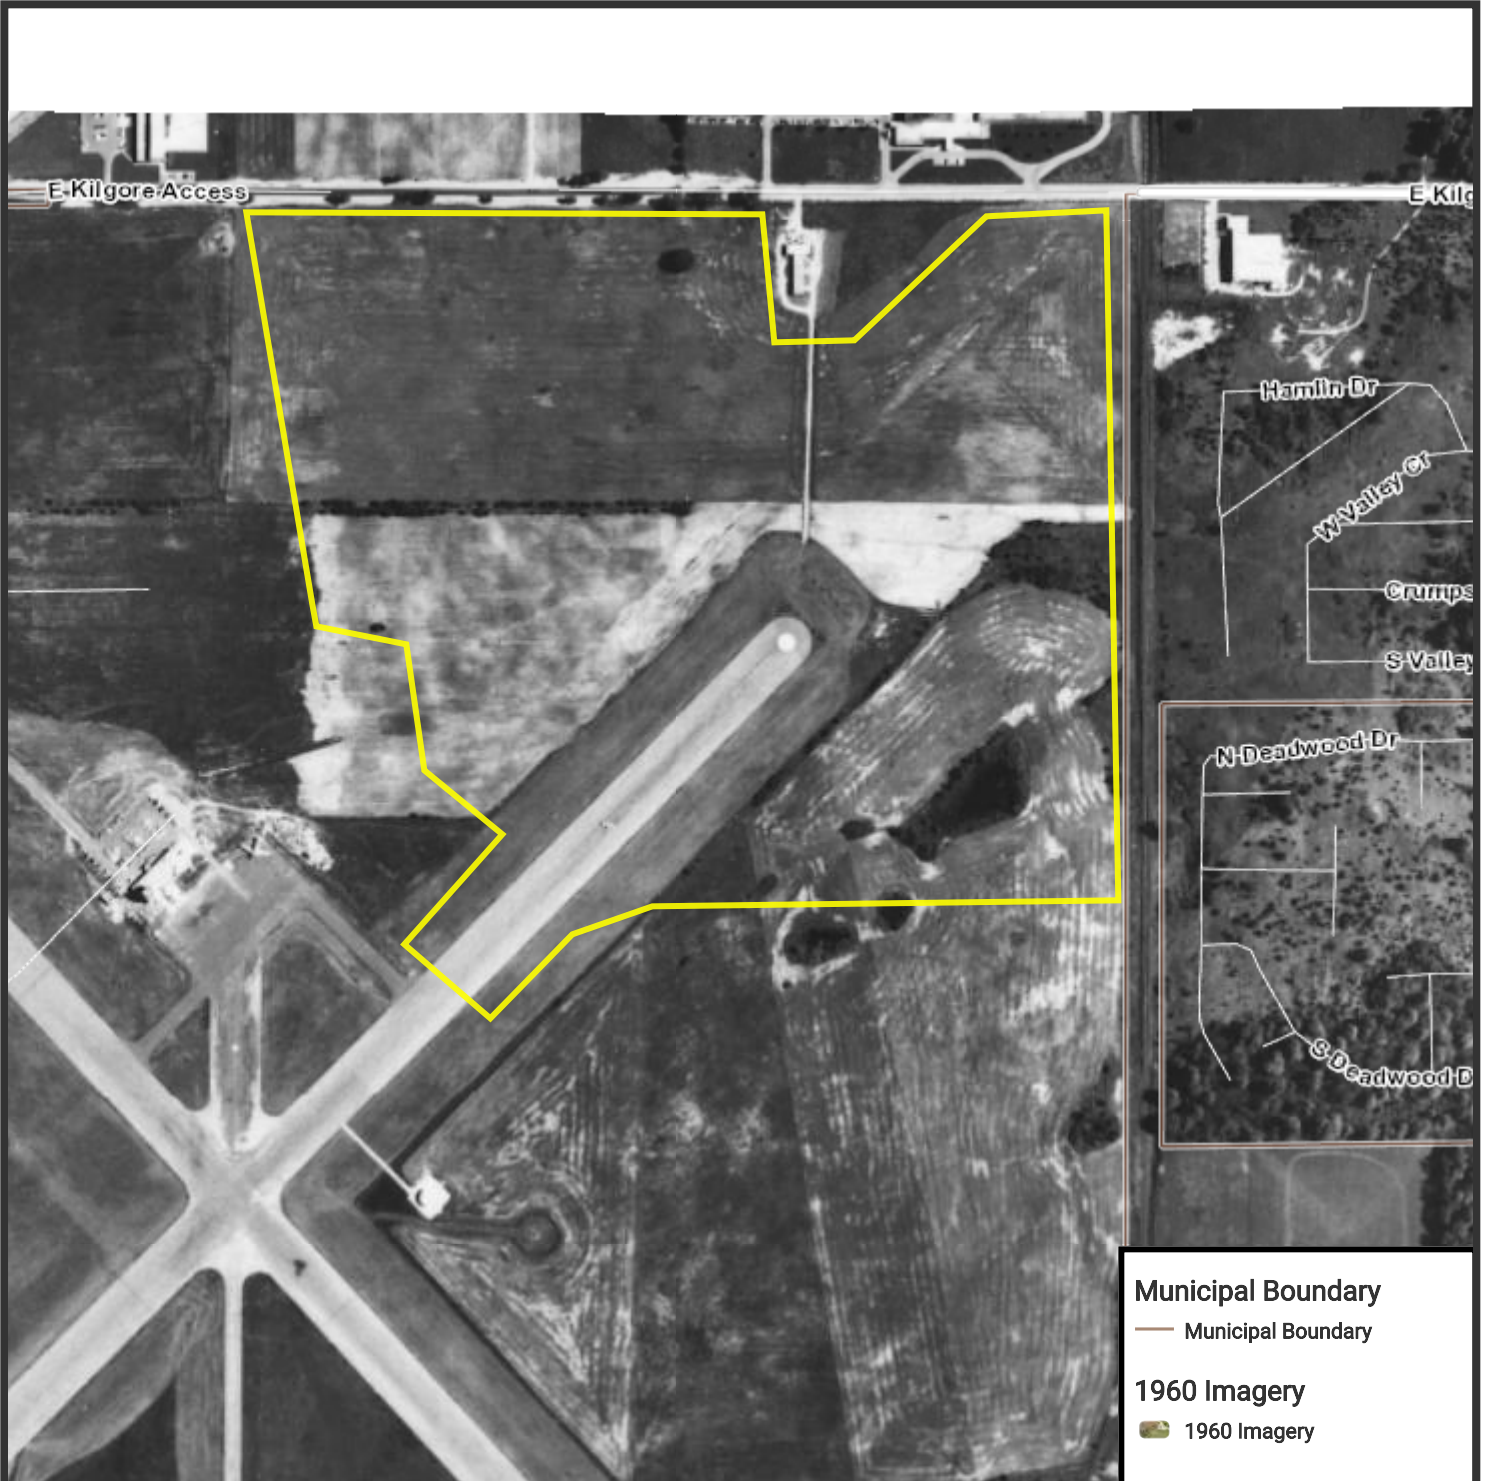 E Kilgore Access
E Kilg
Hamlin Dr
W Valley Cr
Crumps
S Valley
N Deadwood Dr
S Deadwood D
Municipal Boundary
Municipal Boundary
1960 Imagery
1960 Imagery